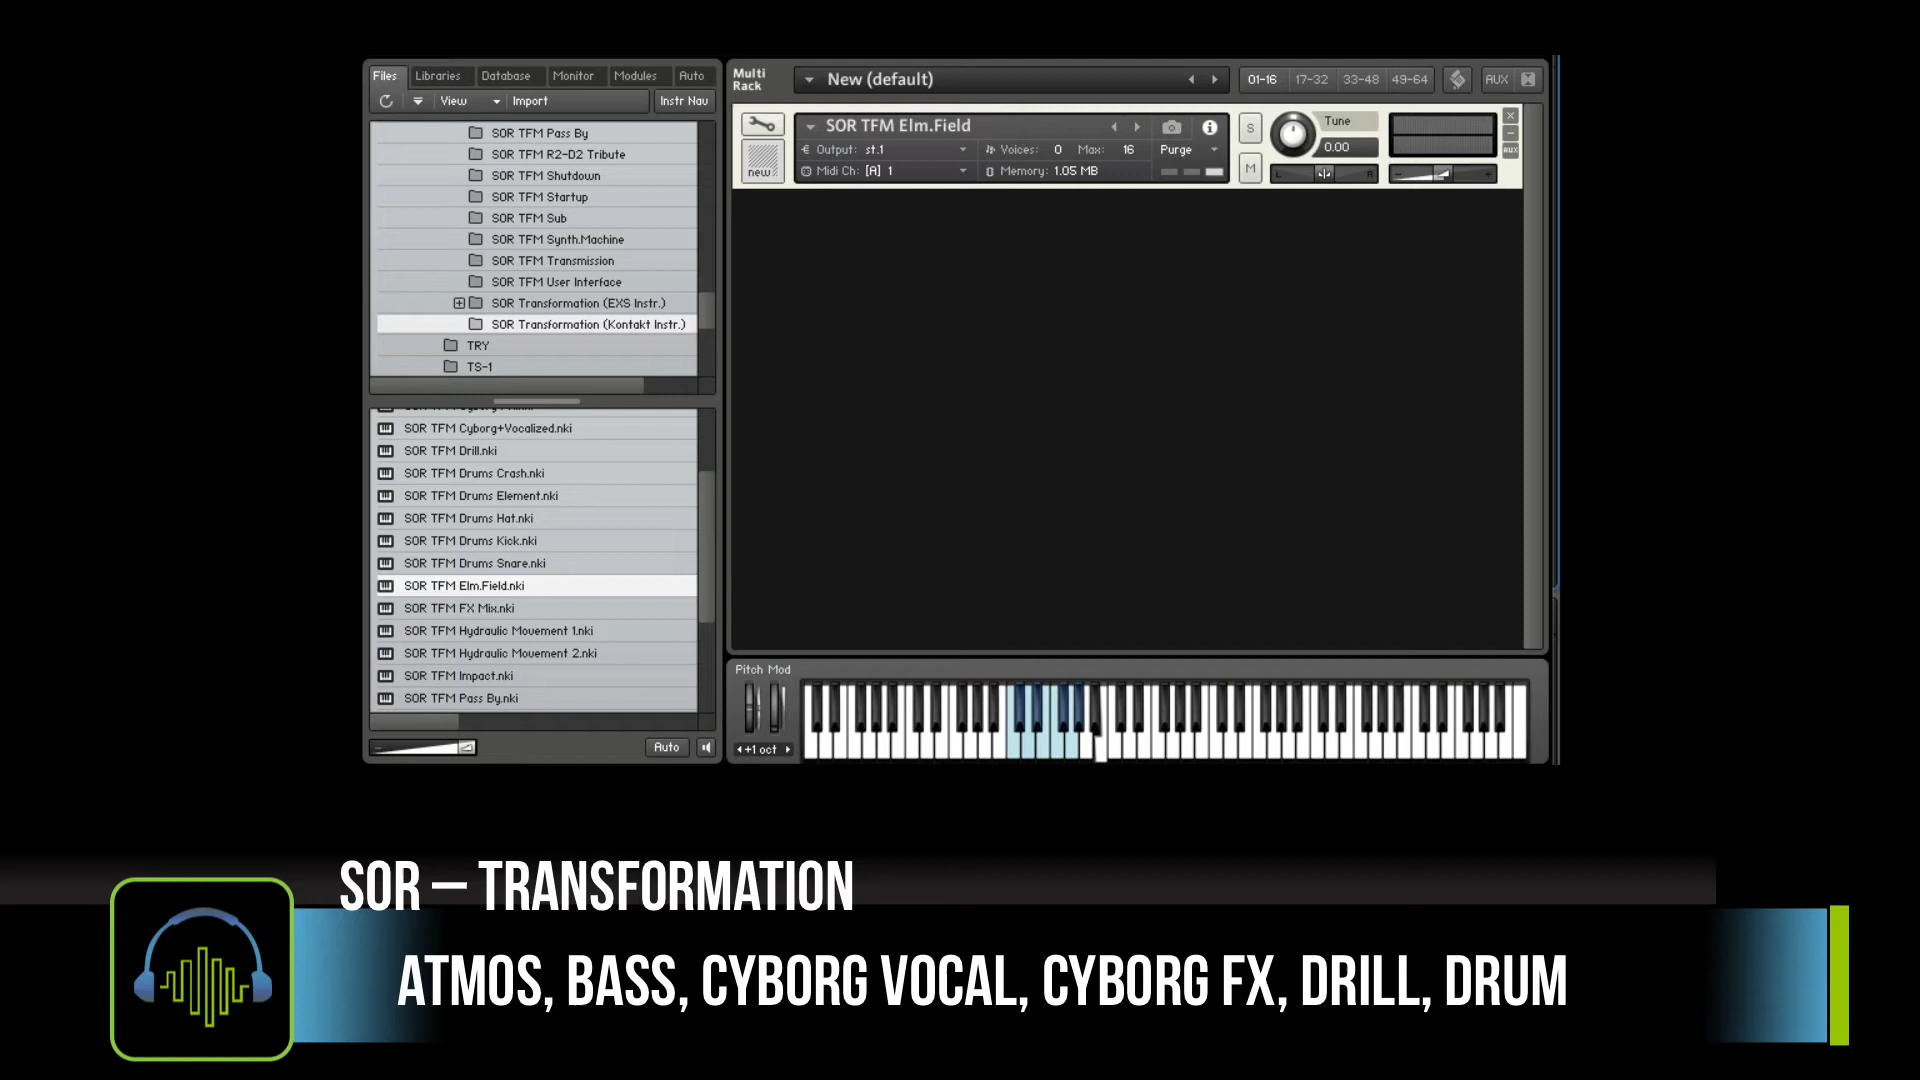 Files Libraries Database Monitor Modules Auto
View Import Instr Nav
SOR TFM Pass By
SOR TFM R2-D2 Tribute
SOR TFM Shutdown
SOR TFM Startup
SOR TFM Sub
SOR TFM Synth.Machine
SOR TFM Transmission
SOR TFM User Interface
SOR Transformation (EXS Instr.)
SOR Transformation (Kontakt Instr.)
TRY
TS-1
SOR TFM Cyborg+Vocalized.nki
SOR TFM Drill.nki
SOR TFM Drums Crash.nki
SOR TFM Drums Element.nki
SOR TFM Drums Hat.nki
SOR TFM Drums Kick.nki
SOR TFM Drums Snare.nki
SOR TFM Elm.Field.nki
SOR TFM FX Mix.nki
SOR TFM Hydraulic Movement 1.nki
SOR TFM Hydraulic Movement 2.nki
SOR TFM Impact.nki
SOR TFM Pass By.nki
Auto
Multi Rack
New (default)
01-16 17-32 33-48 49-64 AUX
SOR TFM Elm.Field
Output: st.1 Voices: 0 Max: 16 Purge
Midi Ch: [A] 1 Memory: 1.05 MB
new
S
M
Tune
0.00
L R
AUX
Pitch Mod
+1 oct
SOR – TRANSFORMATION
ATMOS, BASS, CYBORG VOCAL, CYBORG FX, DRILL, DRUM